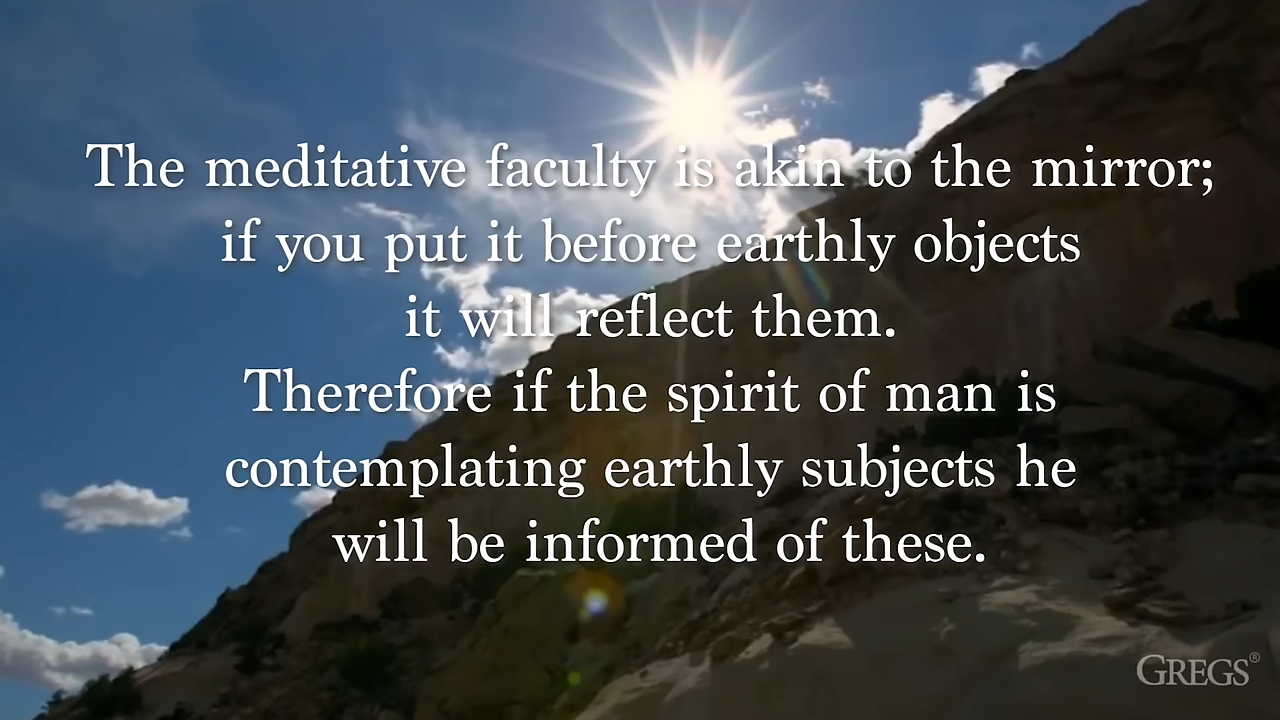 The meditative faculty is akin to the mirror;
if you put it before earthly objects
it will reflect them.
Therefore if the spirit of man is
contemplating earthly subjects he
will be informed of these.
GREGS®